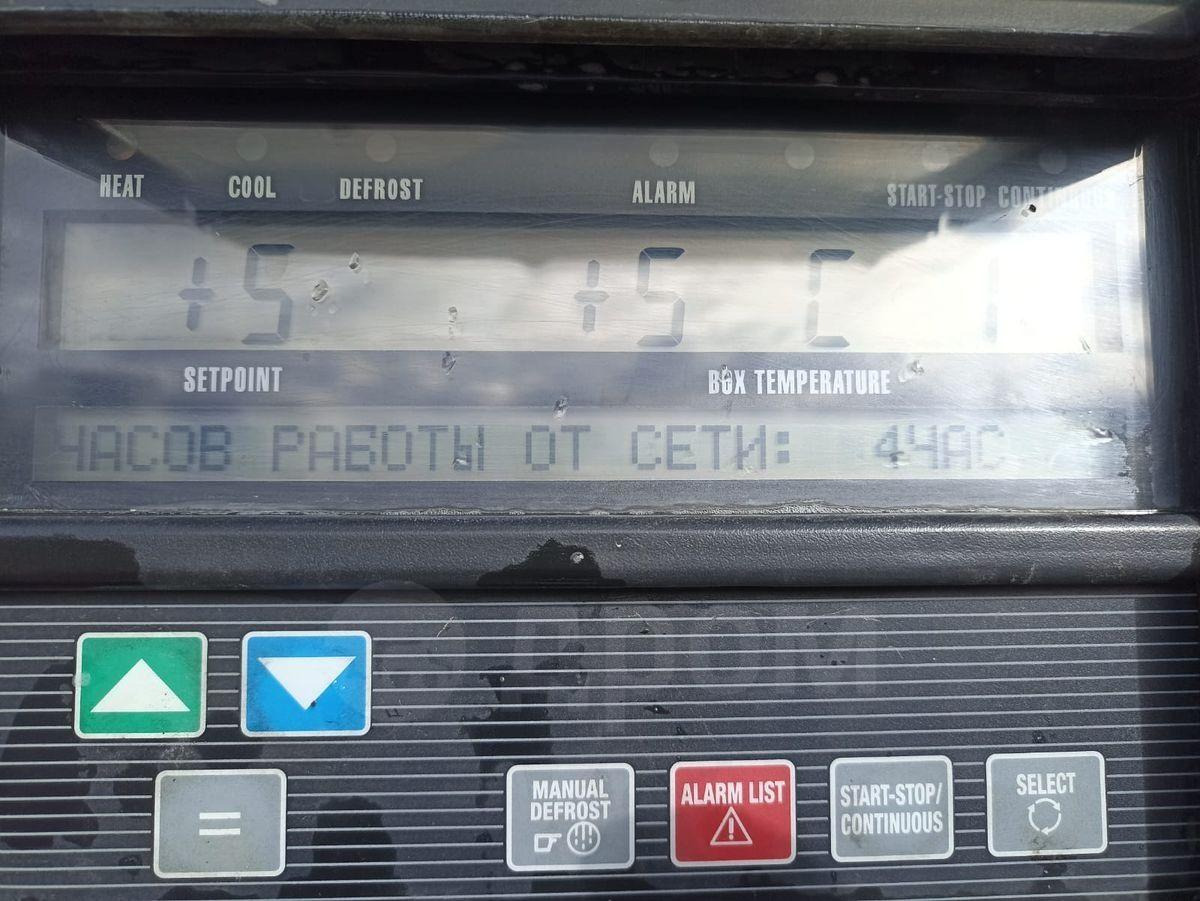 HEAT COOL DEFROST ALARM START-STOP CONTINUOUS
+5 +5 C
SETPOINT BOX TEMPERATURE
ЧАСОВ РАБОТЫ ОТ СЕТИ: 4ЧАС
MANUAL DEFROST
ALARM LIST
START-STOP/
CONTINUOUS
SELECT
=